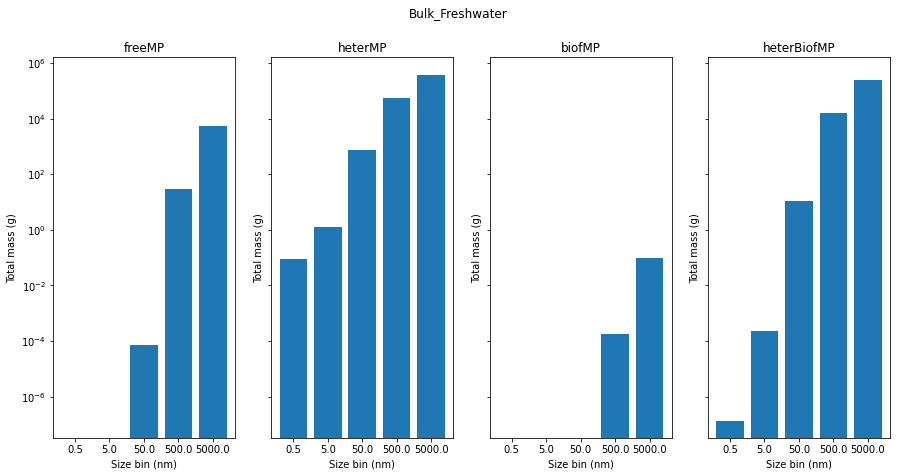 Bulk_Freshwater
freeMP
heterMP
biofMP
heterBiofMP
Total mass (g)
10^6
10^4
10^2
10^0
10^-2
10^-4
10^-6
0.5 5.0 50.0 500.0 5000.0
Size bin (nm)
Total mass (g)
0.5 5.0 50.0 500.0 5000.0
Size bin (nm)
Total mass (g)
0.5 5.0 50.0 500.0 5000.0
Size bin (nm)
Total mass (g)
0.5 5.0 50.0 500.0 5000.0
Size bin (nm)